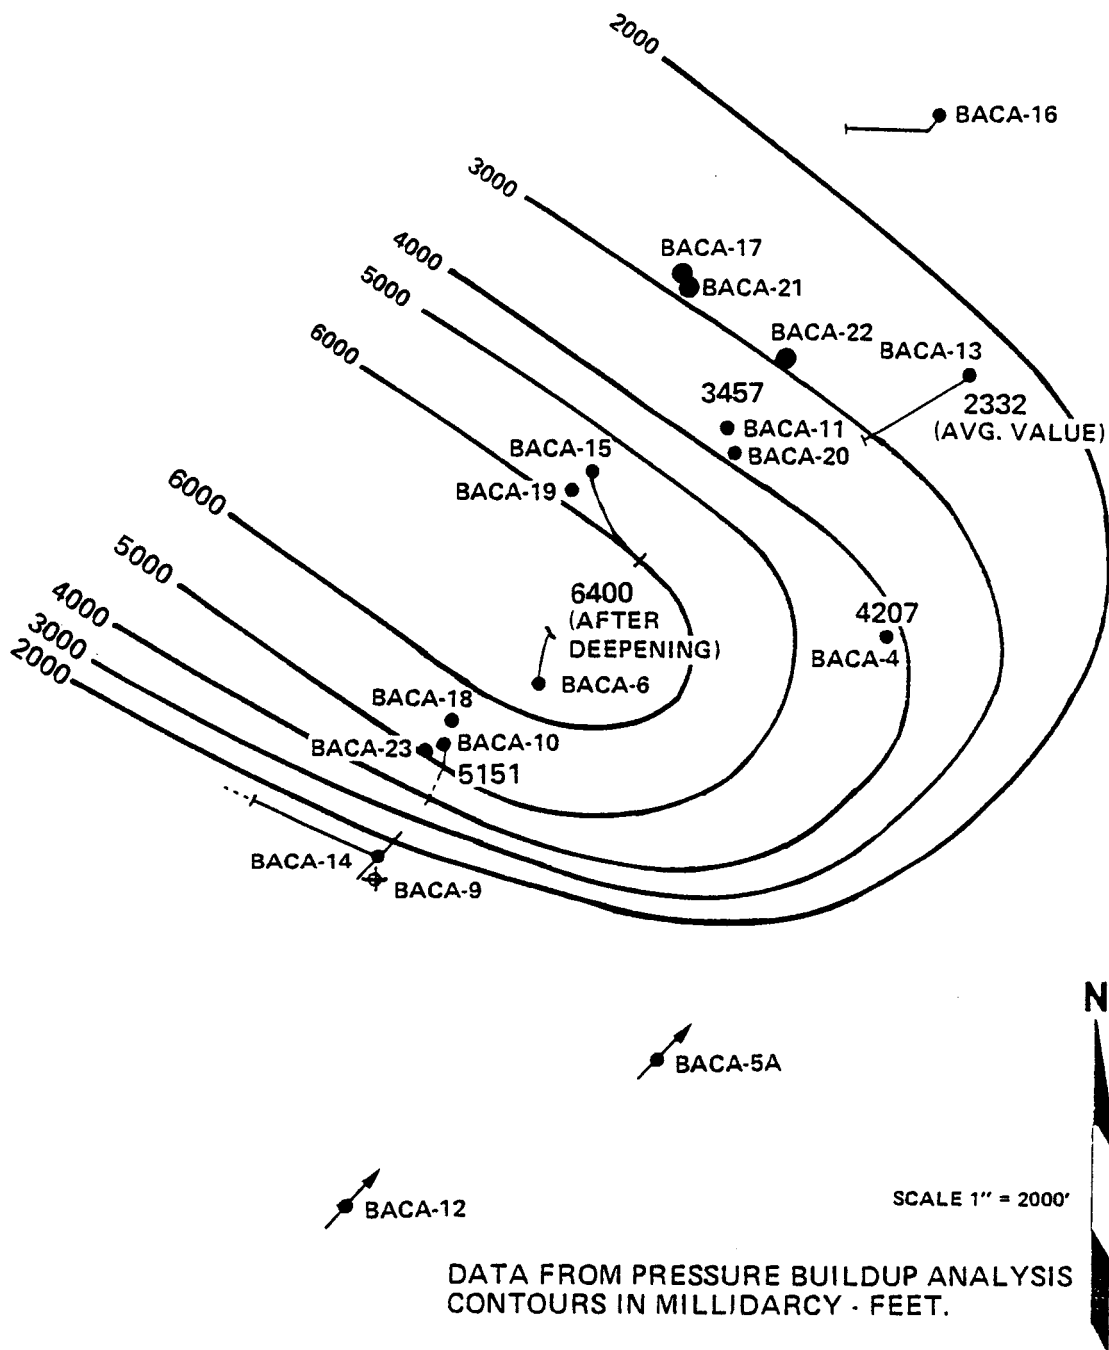 2000
BACA-16
3000
BACA-17
4000
BACA-21
5000
BACA-22
BACA-13
6000
3457
2332
(AVG. VALUE)
BACA-11
BACA-15
BACA-20
BACA-19
6000
5000
6400
(AFTER
DEEPENING)
4207
4000
3000
BACA-4
2000
BACA-6
BACA-18
BACA-23
BACA-10
5151
BACA-14
BACA-9
N
BACA-5A
SCALE 1" = 2000'
BACA-12
DATA FROM PRESSURE BUILDUP ANALYSIS
CONTOURS IN MILLIDARCY - FEET.